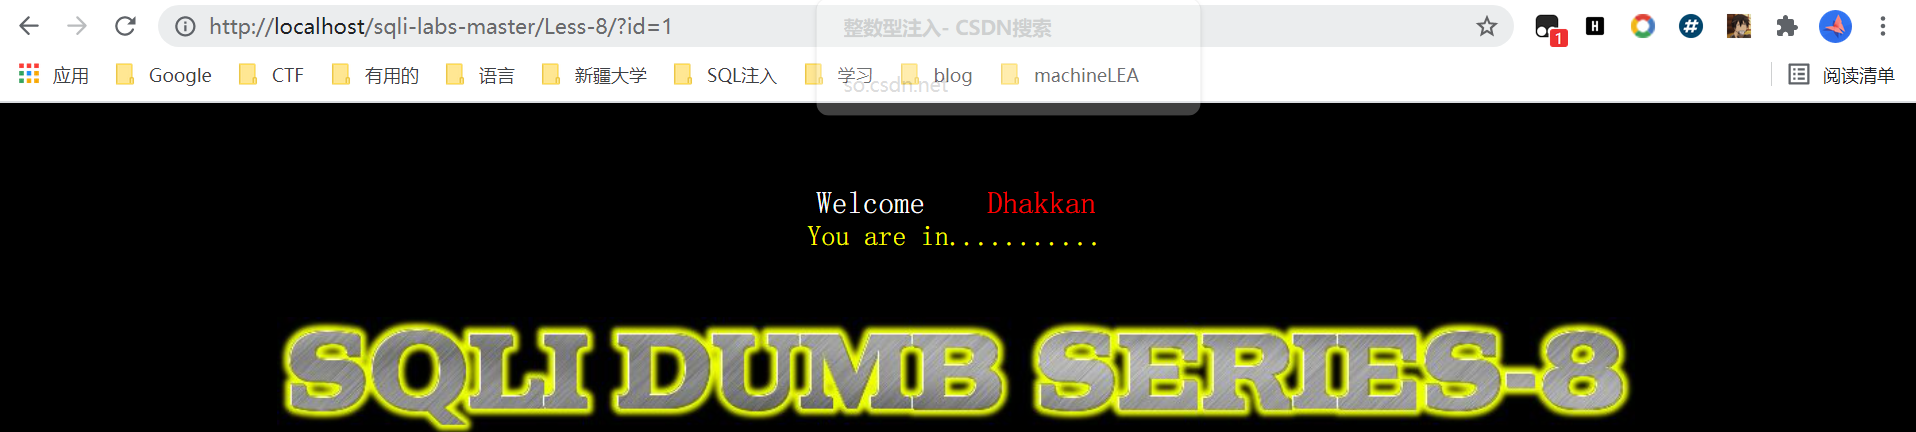 http://localhost/sqli-labs-master/Less-8/?id=1
整数型注入- CSDN搜索
1
应用 Google CTF 有用的 语言 新疆大学 SQL注入 学习 blog machineLEA 阅读清单
so.csdn.net
Welcome Dhakkan
You are in...........
SQLI DUMB SERIES-8